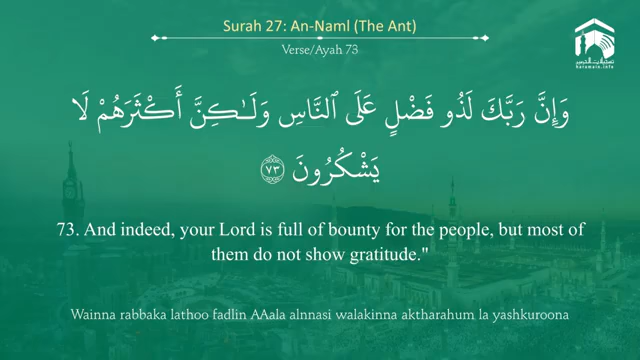 Surah 27: An-Naml (The Ant)
Verse/Ayah 73
haramain.info
وَإِنَّ رَبَّكَ لَذُو فَضْلٍ عَلَى ٱلنَّاسِ وَلَـٰكِنَّ أَكْثَرَهُمْ لَا
يَشْكُرُونَ ٧٣
73. And indeed, your Lord is full of bounty for the people, but most of
them do not show gratitude."
Wainna rabbaka lathoo fadlin AAala alnnasi walakinna aktharahum la yashkuroona